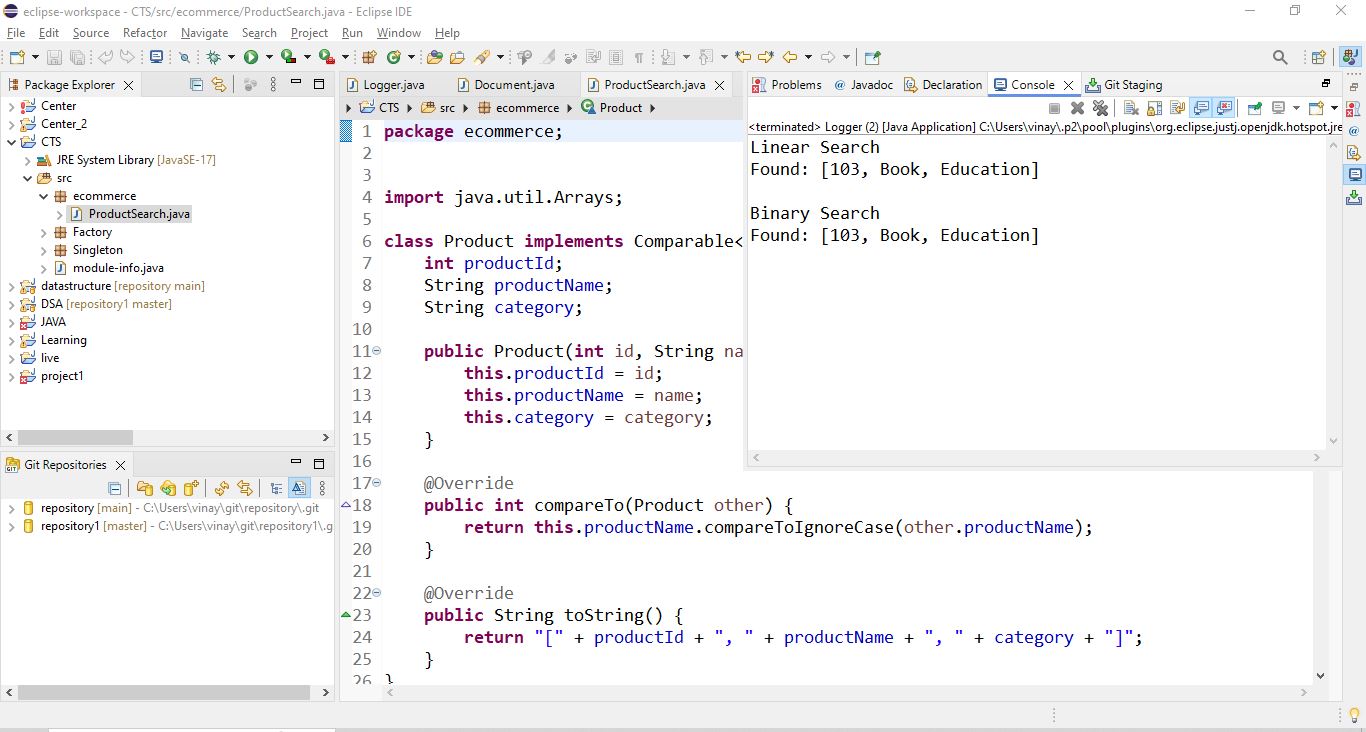 eclipse-workspace - CTS/src/ecommerce/ProductSearch.java - Eclipse IDE
File Edit Source Refactor Navigate Search Project Run Window Help
Package Explorer
Center
Center_2
CTS
JRE System Library [JavaSE-17]
src
ecommerce
ProductSearch.java
Factory
Singleton
module-info.java
datastructure [repository main]
DSA [repository1 master]
JAVA
Learning
live
project1
Git Repositories
repository [main] - C:\Users\vinay\git\repository\.git
repository1 [master] - C:\Users\vinay\git\repository1\.g
Logger.java Document.java ProductSearch.java
CTS src ecommerce Product
1 package ecommerce;
2
3
4 import java.util.Arrays;
5
6 class Product implements Comparable<
7 int productId;
8 String productName;
9 String category;
10
11 public Product(int id, String na
12 this.productId = id;
13 this.productName = name;
14 this.category = category;
15 }
16
17 @Override
18 public int compareTo(Product other) {
19 return this.productName.compareToIgnoreCase(other.productName);
20 }
21
22 @Override
23 public String toString() {
24 return "[" + productId + ", " + productName + ", " + category + "]";
25 }
26 }
Problems Javadoc Declaration Console Git Staging
<terminated> Logger (2) [Java Application] C:\Users\vinay\.p2\pool\plugins\org.eclipse.justj.openjdk.hotspot.jre
Linear Search
Found: [103, Book, Education]
Binary Search
Found: [103, Book, Education]